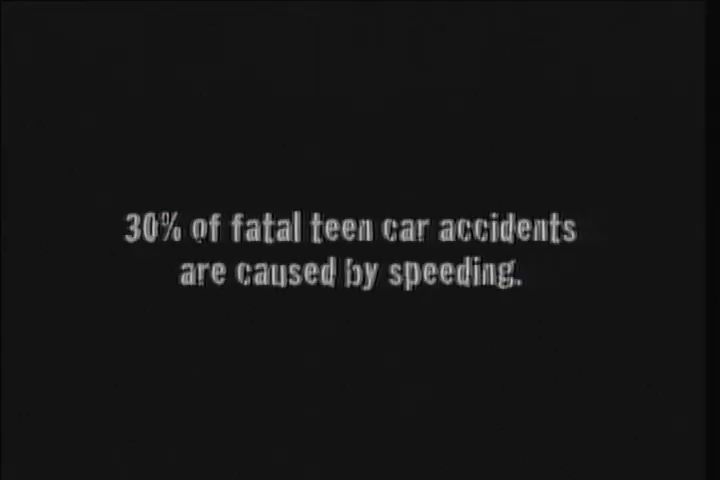 30% of fatal teen car accidents
are caused by speeding.